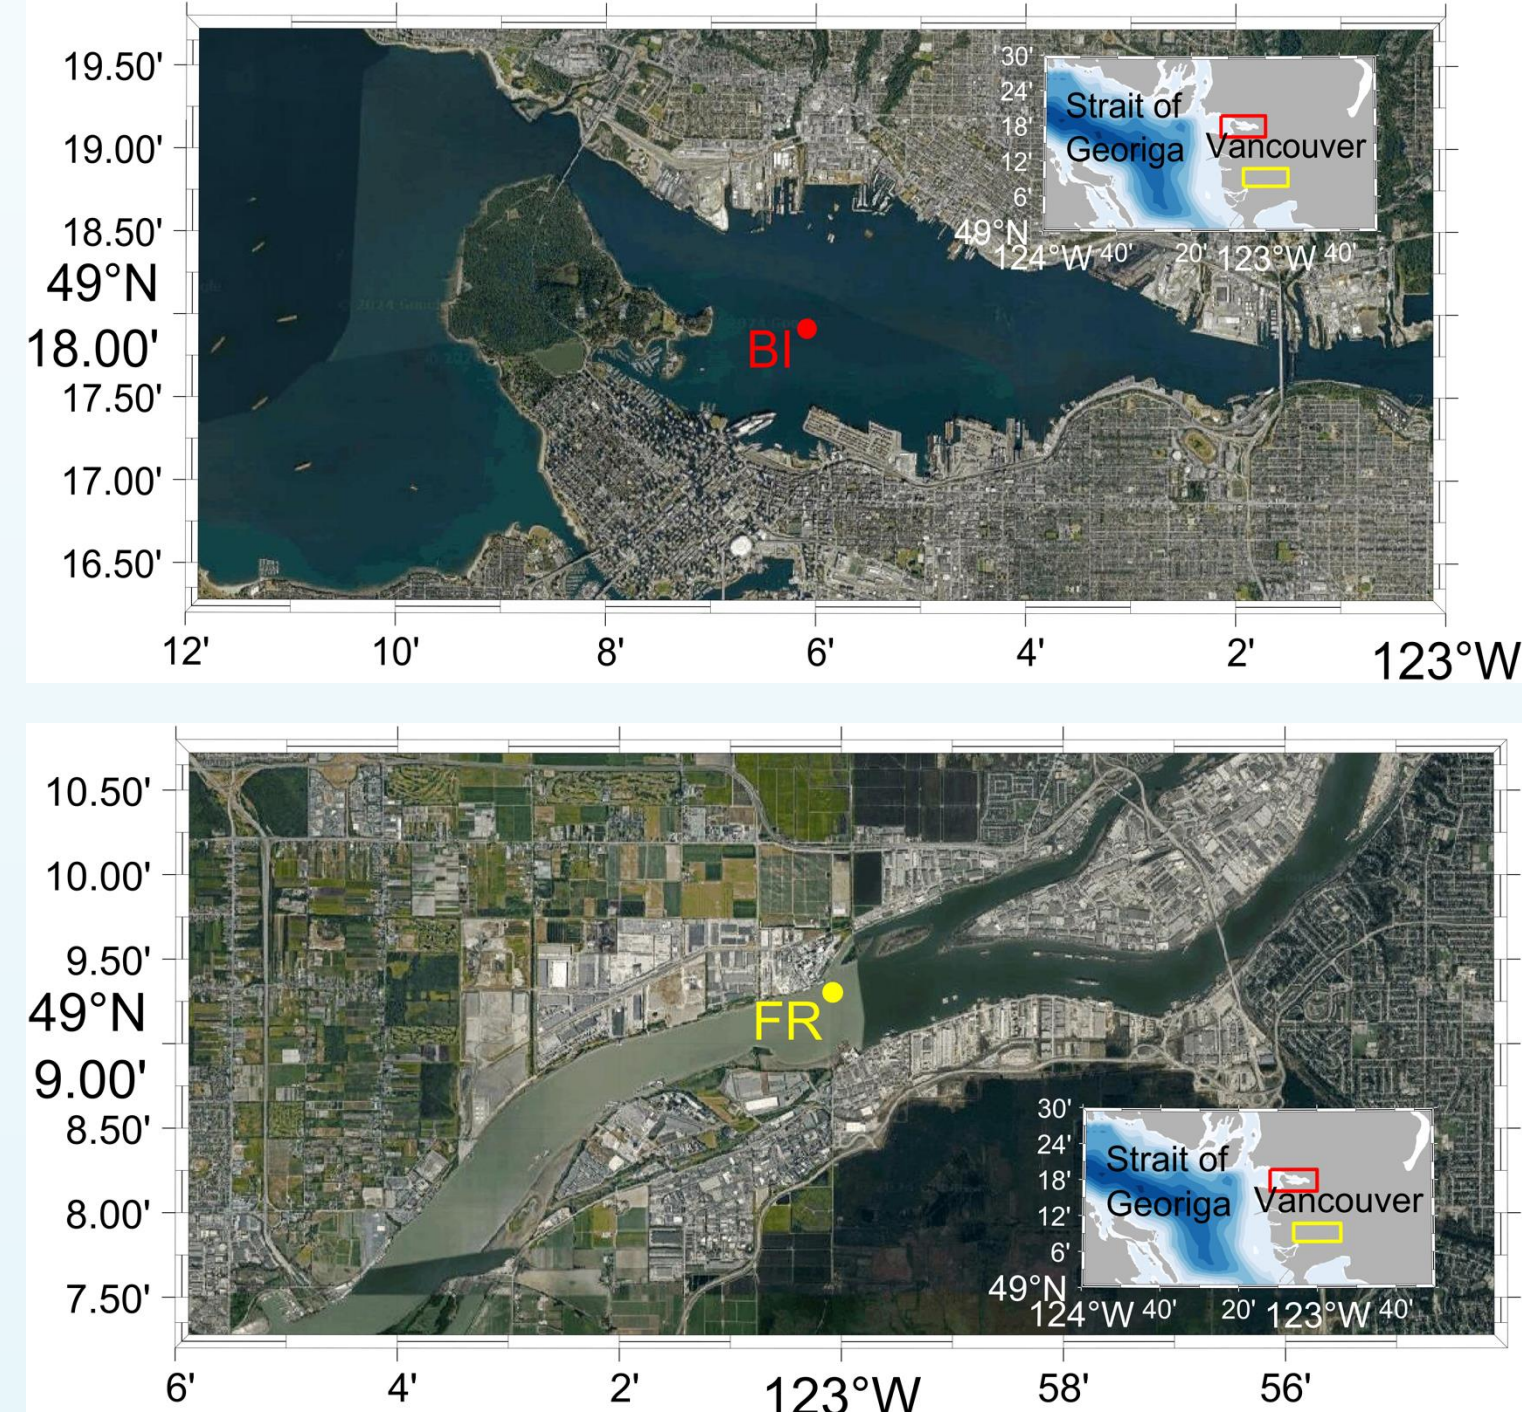 19.50'
19.00'
18.50'
49°N
18.00'
17.50'
17.00'
16.50'
12'
10'
8'
6'
4'
2'
123°W
BI
30'
24'
18'
12'
6'
49°N
124°W 40' 20' 123°W 40'
Strait of
Georiga
Vancouver
10.50'
10.00'
9.50'
49°N
9.00'
8.50'
8.00'
7.50'
6'
4'
2'
123°W
58'
56'
FR
30'
24'
18'
12'
6'
49°N
124°W 40' 20' 123°W 40'
Strait of
Georiga
Vancouver